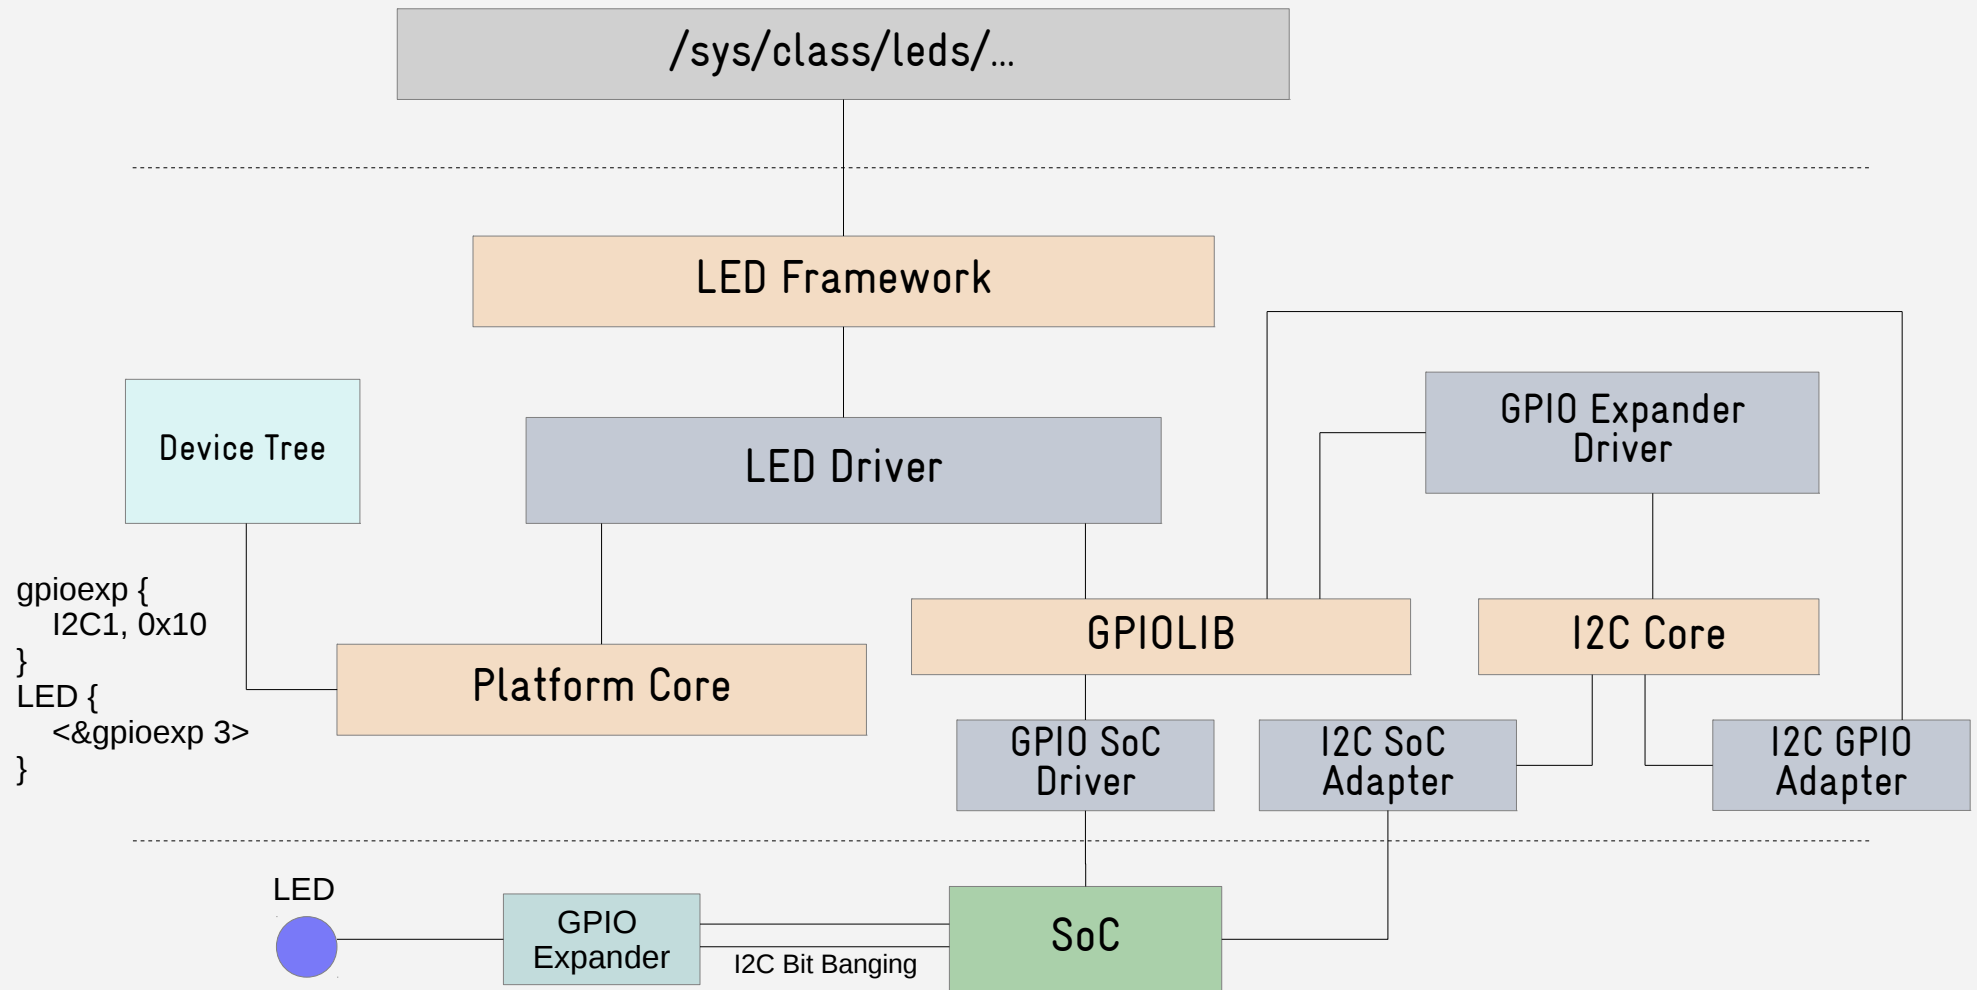 /sys/class/leds/...
LED Framework
Device Tree
LED Driver
GPIO Expander
Driver
gpioexp {
I2C1, 0x10
}
LED {
<&gpioexp 3>
}
Platform Core
GPIOLIB
I2C Core
GPIO SoC
Driver
I2C SoC
Adapter
I2C GPIO
Adapter
LED
GPIO
Expander
I2C Bit Banging
SoC